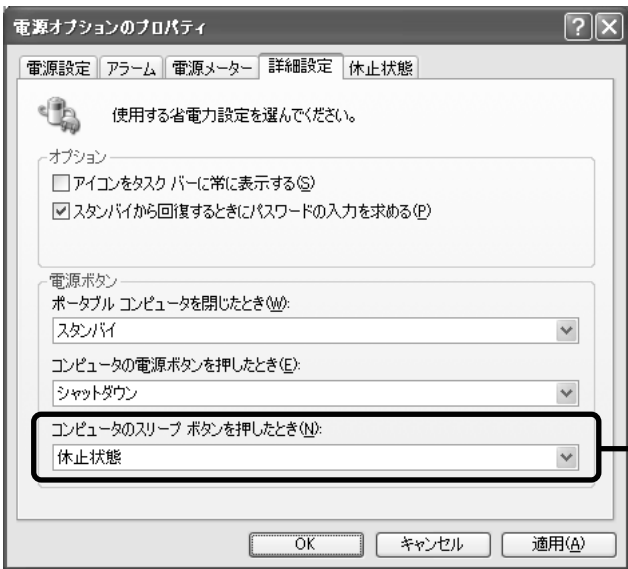 電源オプションのプロパティ
電源設定 アラーム 電源メーター 詳細設定 休止状態
使用する省電力設定を選んでください。
オプション
アイコンをタスク バーに常に表示する(S)
スタンバイから回復するときにパスワードの入力を求める(P)
電源ボタン
ポータブル コンピュータを閉じたとき(W):
スタンバイ
コンピュータの電源ボタンを押したとき(E):
シャットダウン
コンピュータのスリープ ボタンを押したとき(N):
休止状態
OK キャンセル 適用(A)